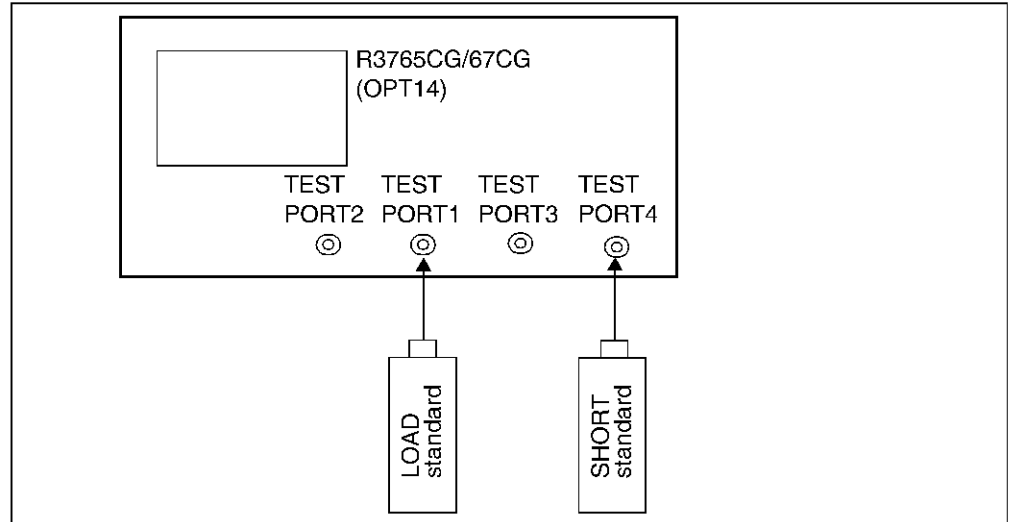 R3765CG/67CG
(OPT14)
TEST TEST TEST TEST
PORT2 PORT1 PORT3 PORT4
LOAD
standard
SHORT
standard